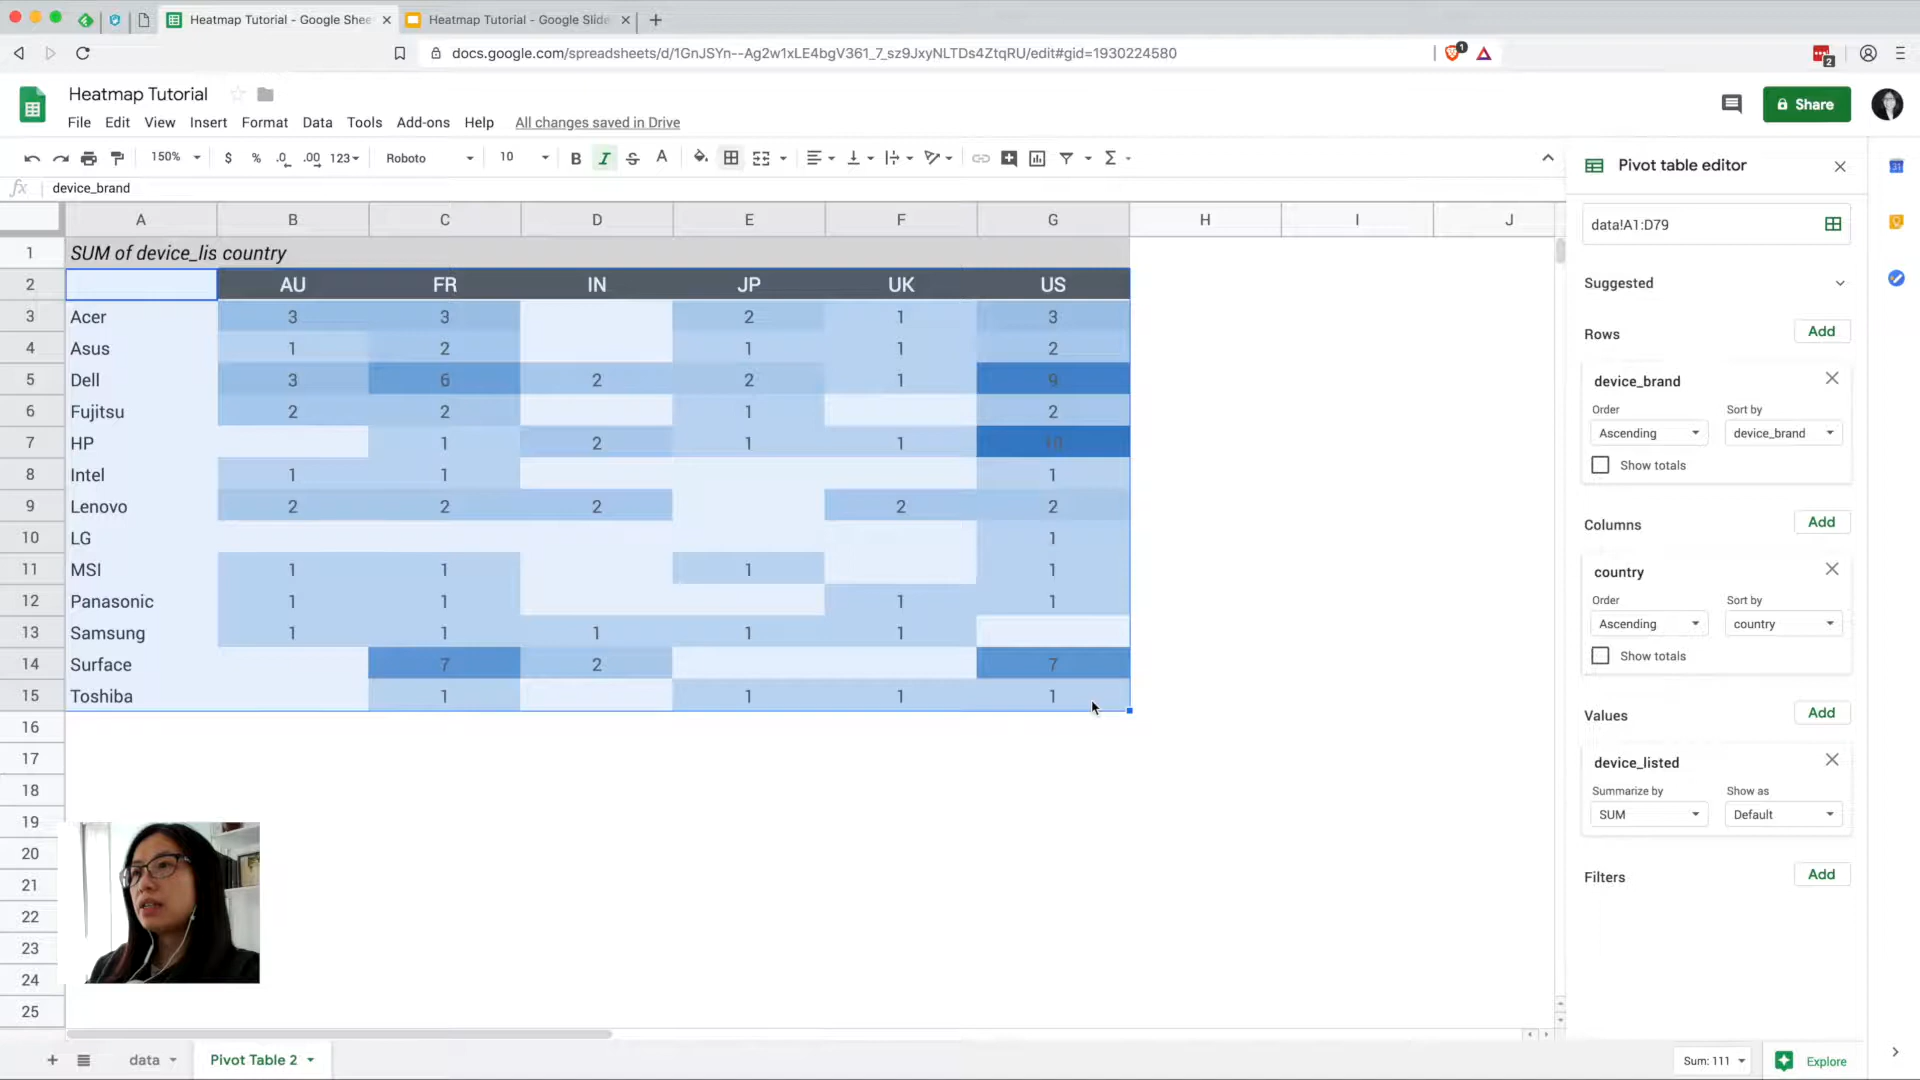 Heatmap Tutorial - Google Shee
Heatmap Tutorial - Google Slide
docs.google.com/spreadsheets/d/1GnJSYn--Ag2w1xLE4bgV361_7_sz9JxyNLTDs4ZtqRU/edit#gid=1930224580
1
2
Heatmap Tutorial
Share
File Edit View Insert Format Data Tools Add-ons Help All changes saved in Drive
150% $ % .0 .00 123 Roboto 10 B I S A Σ
fx device_brand
Pivot table editor
31
A B C D E F G H I J
data!A1:D79
1 SUM of device_lis country
2 AU FR IN JP UK US
3 Acer 3 3 2 1 3
4 Asus 1 2 1 1 2
5 Dell 3 6 2 2 1 9
6 Fujitsu 2 2 1 2
7 HP 1 2 1 1 10
8 Intel 1 1 1
9 Lenovo 2 2 2 2 2
10 LG 1
11 MSI 1 1 1 1
12 Panasonic 1 1 1 1
13 Samsung 1 1 1 1 1
14 Surface 7 2 7
15 Toshiba 1 1 1 1
16
17
18
19
20
21
22
23
24
25
Suggested
Rows Add
device_brand
Order Sort by
Ascending device_brand
Show totals
Columns Add
country
Order Sort by
Ascending country
Show totals
Values Add
device_listed
Summarize by Show as
SUM Default
Filters Add
data Pivot Table 2
Sum: 111
Explore